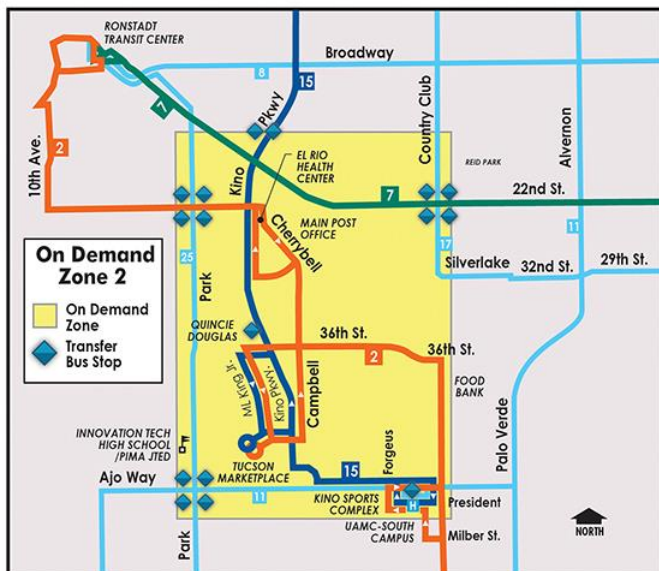 RONSTADT
TRANSIT CENTER
Broadway
8
15
Pkwy
7
Country Club
Alvernon
10th Ave.
2
Kino
EL RIO
HEALTH
CENTER
REID PARK
7
22nd St.
MAIN POST
OFFICE
Cherrybell
11
17
Silverlake
32nd St.
29th St.
On Demand
Zone 2
On Demand
Zone
Transfer
Bus Stop
25
Park
QUINCIE
DOUGLAS
36th St.
2
36th St.
ML King Jr.
Kino Pkwy.
Campbell
FOOD
BANK
Palo Verde
INNOVATION TECH
HIGH SCHOOL
/PIMA JTED
TUCSON
MARKETPLACE
Forgeus
Ajo Way
11
15
KINO SPORTS
COMPLEX
H
President
UAMC-SOUTH
CAMPUS
Milber St.
Park
NORTH